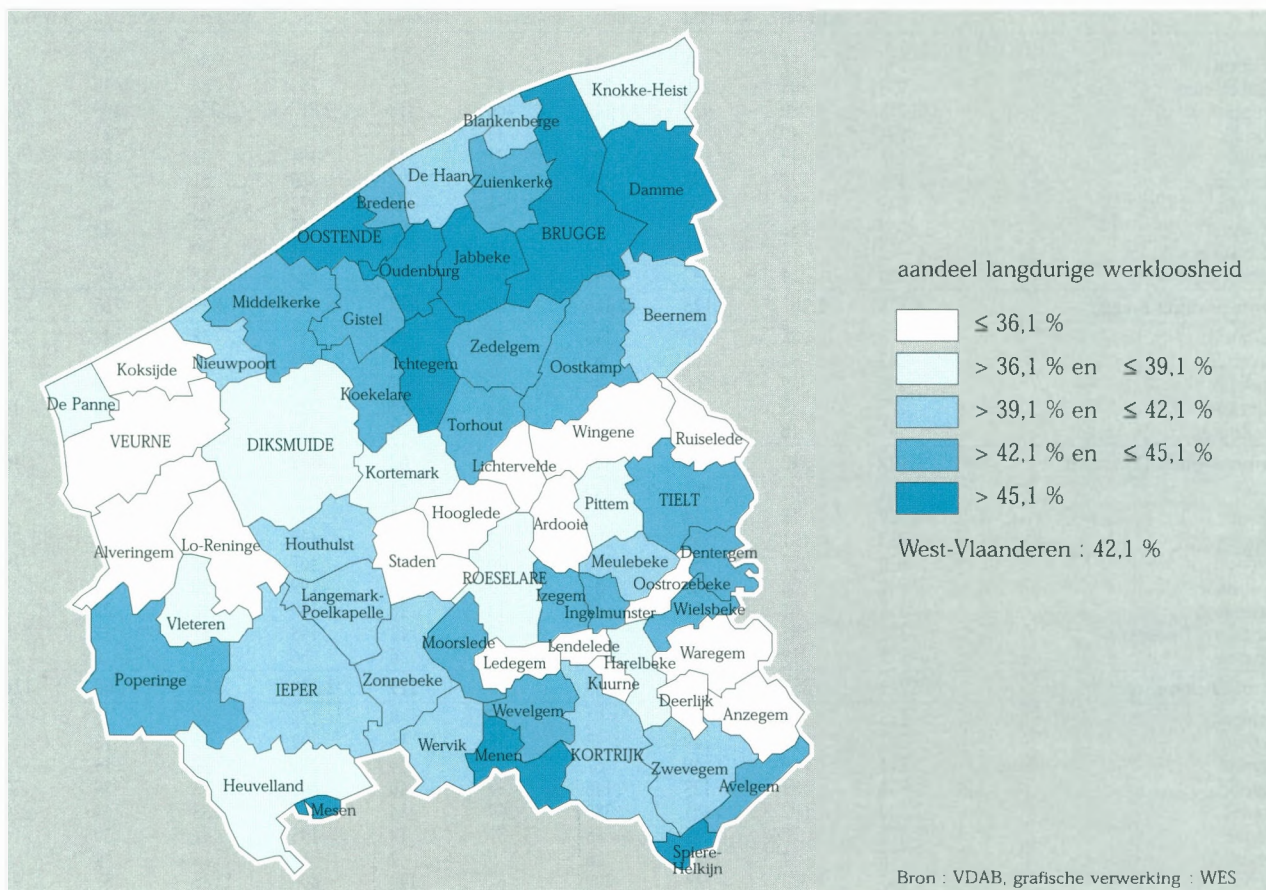 Knokke-Heist
Blankenberge
De Haan
Zuienkerke
Damme
Bredene
OOSTENDE
BRUGGE
Jabbeke
Oudenburg
Middelkerke
Gistel
Beernem
Zedelgem
Nieuwpoort
Ichtegem
Koksijde
Oostkamp
Koekelare
De Panne
Torhout
VEURNE
DIKSMUIDE
Wingene
Ruiselede
Lichtervelde
Kortemark
TIELT
Pittem
Hooglede
Ardooie
Alveringem
Lo-Reninge
Houthulst
Dentergem
Staden
Meulebeke
ROESELARE
Oostrozebeke
Izegem
Langemark-
Poelkapelle
Ingelmunster
Wielsbeke
Vleteren
Moorslede
Lendelede
Waregem
Ledegem
Harelbeke
Poperinge
Zonnebeke
Kuurne
IEPER
Deerlijk
Wevelgem
Anzegem
Wervik
Menen
KORTRIJK
Zwevegem
Heuvelland
Avelgem
Mesen
Spiere-
Helkijn
aandeel langdurige werkloosheid
≤ 36,1 %
> 36,1 % en ≤ 39,1 %
> 39,1 % en ≤ 42,1 %
> 42,1 % en ≤ 45,1 %
> 45,1 %
West-Vlaanderen : 42,1 %
Bron : VDAB, grafische verwerking : WES